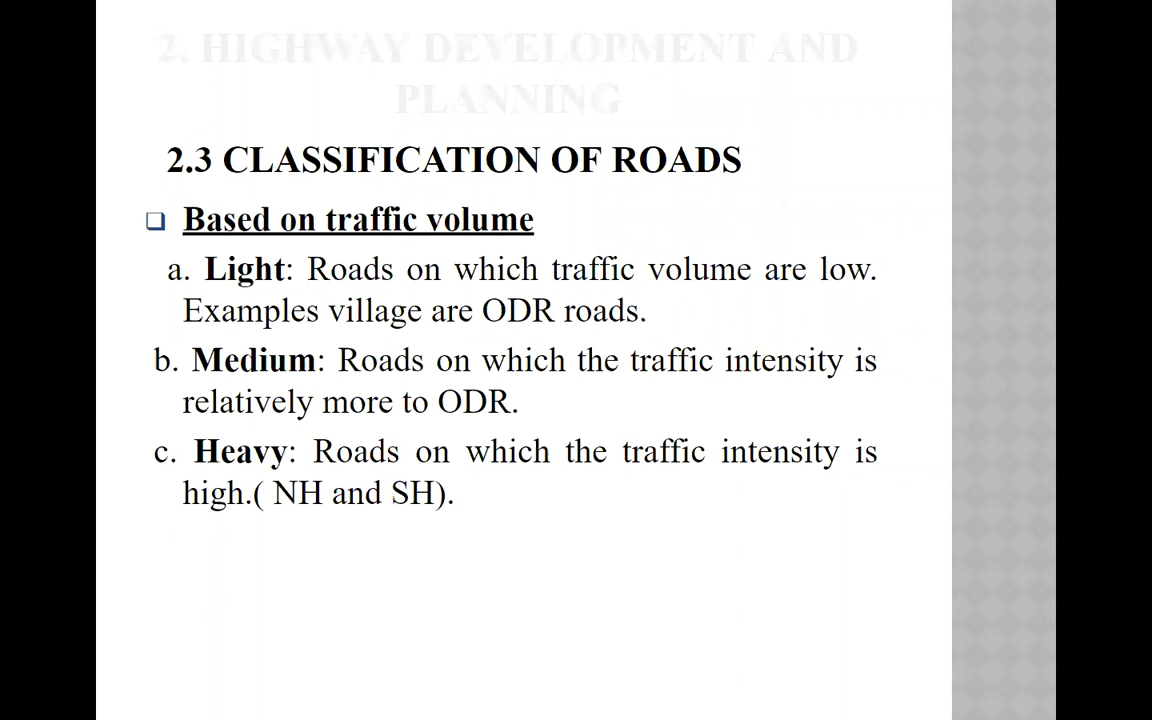 2. HIGHWAY DEVELOPMENT AND
PLANNING
2.3 CLASSIFICATION OF ROADS
❑ Based on traffic volume
a. Light: Roads on which traffic volume are low.
Examples village are ODR roads.
b. Medium: Roads on which the traffic intensity is
relatively more to ODR.
c. Heavy: Roads on which the traffic intensity is
high.( NH and SH).